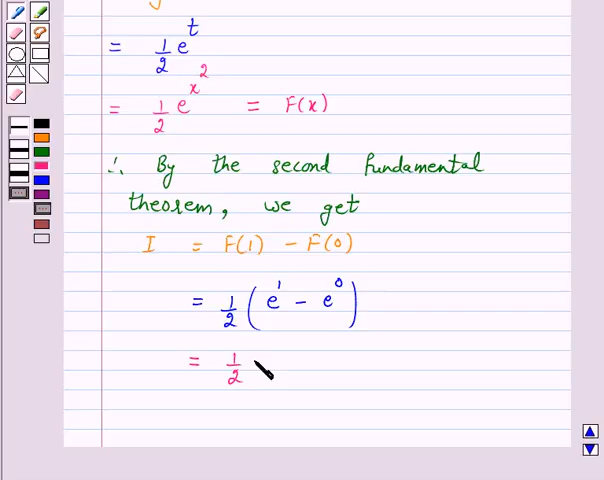 = 1/2 e^t
= 1/2 e^x^2 = F(x)
∴ By the second fundamental
theorem, we get
I = F(1) - F(0)
= 1/2 ( e^1 - e^0 )
= 1/2